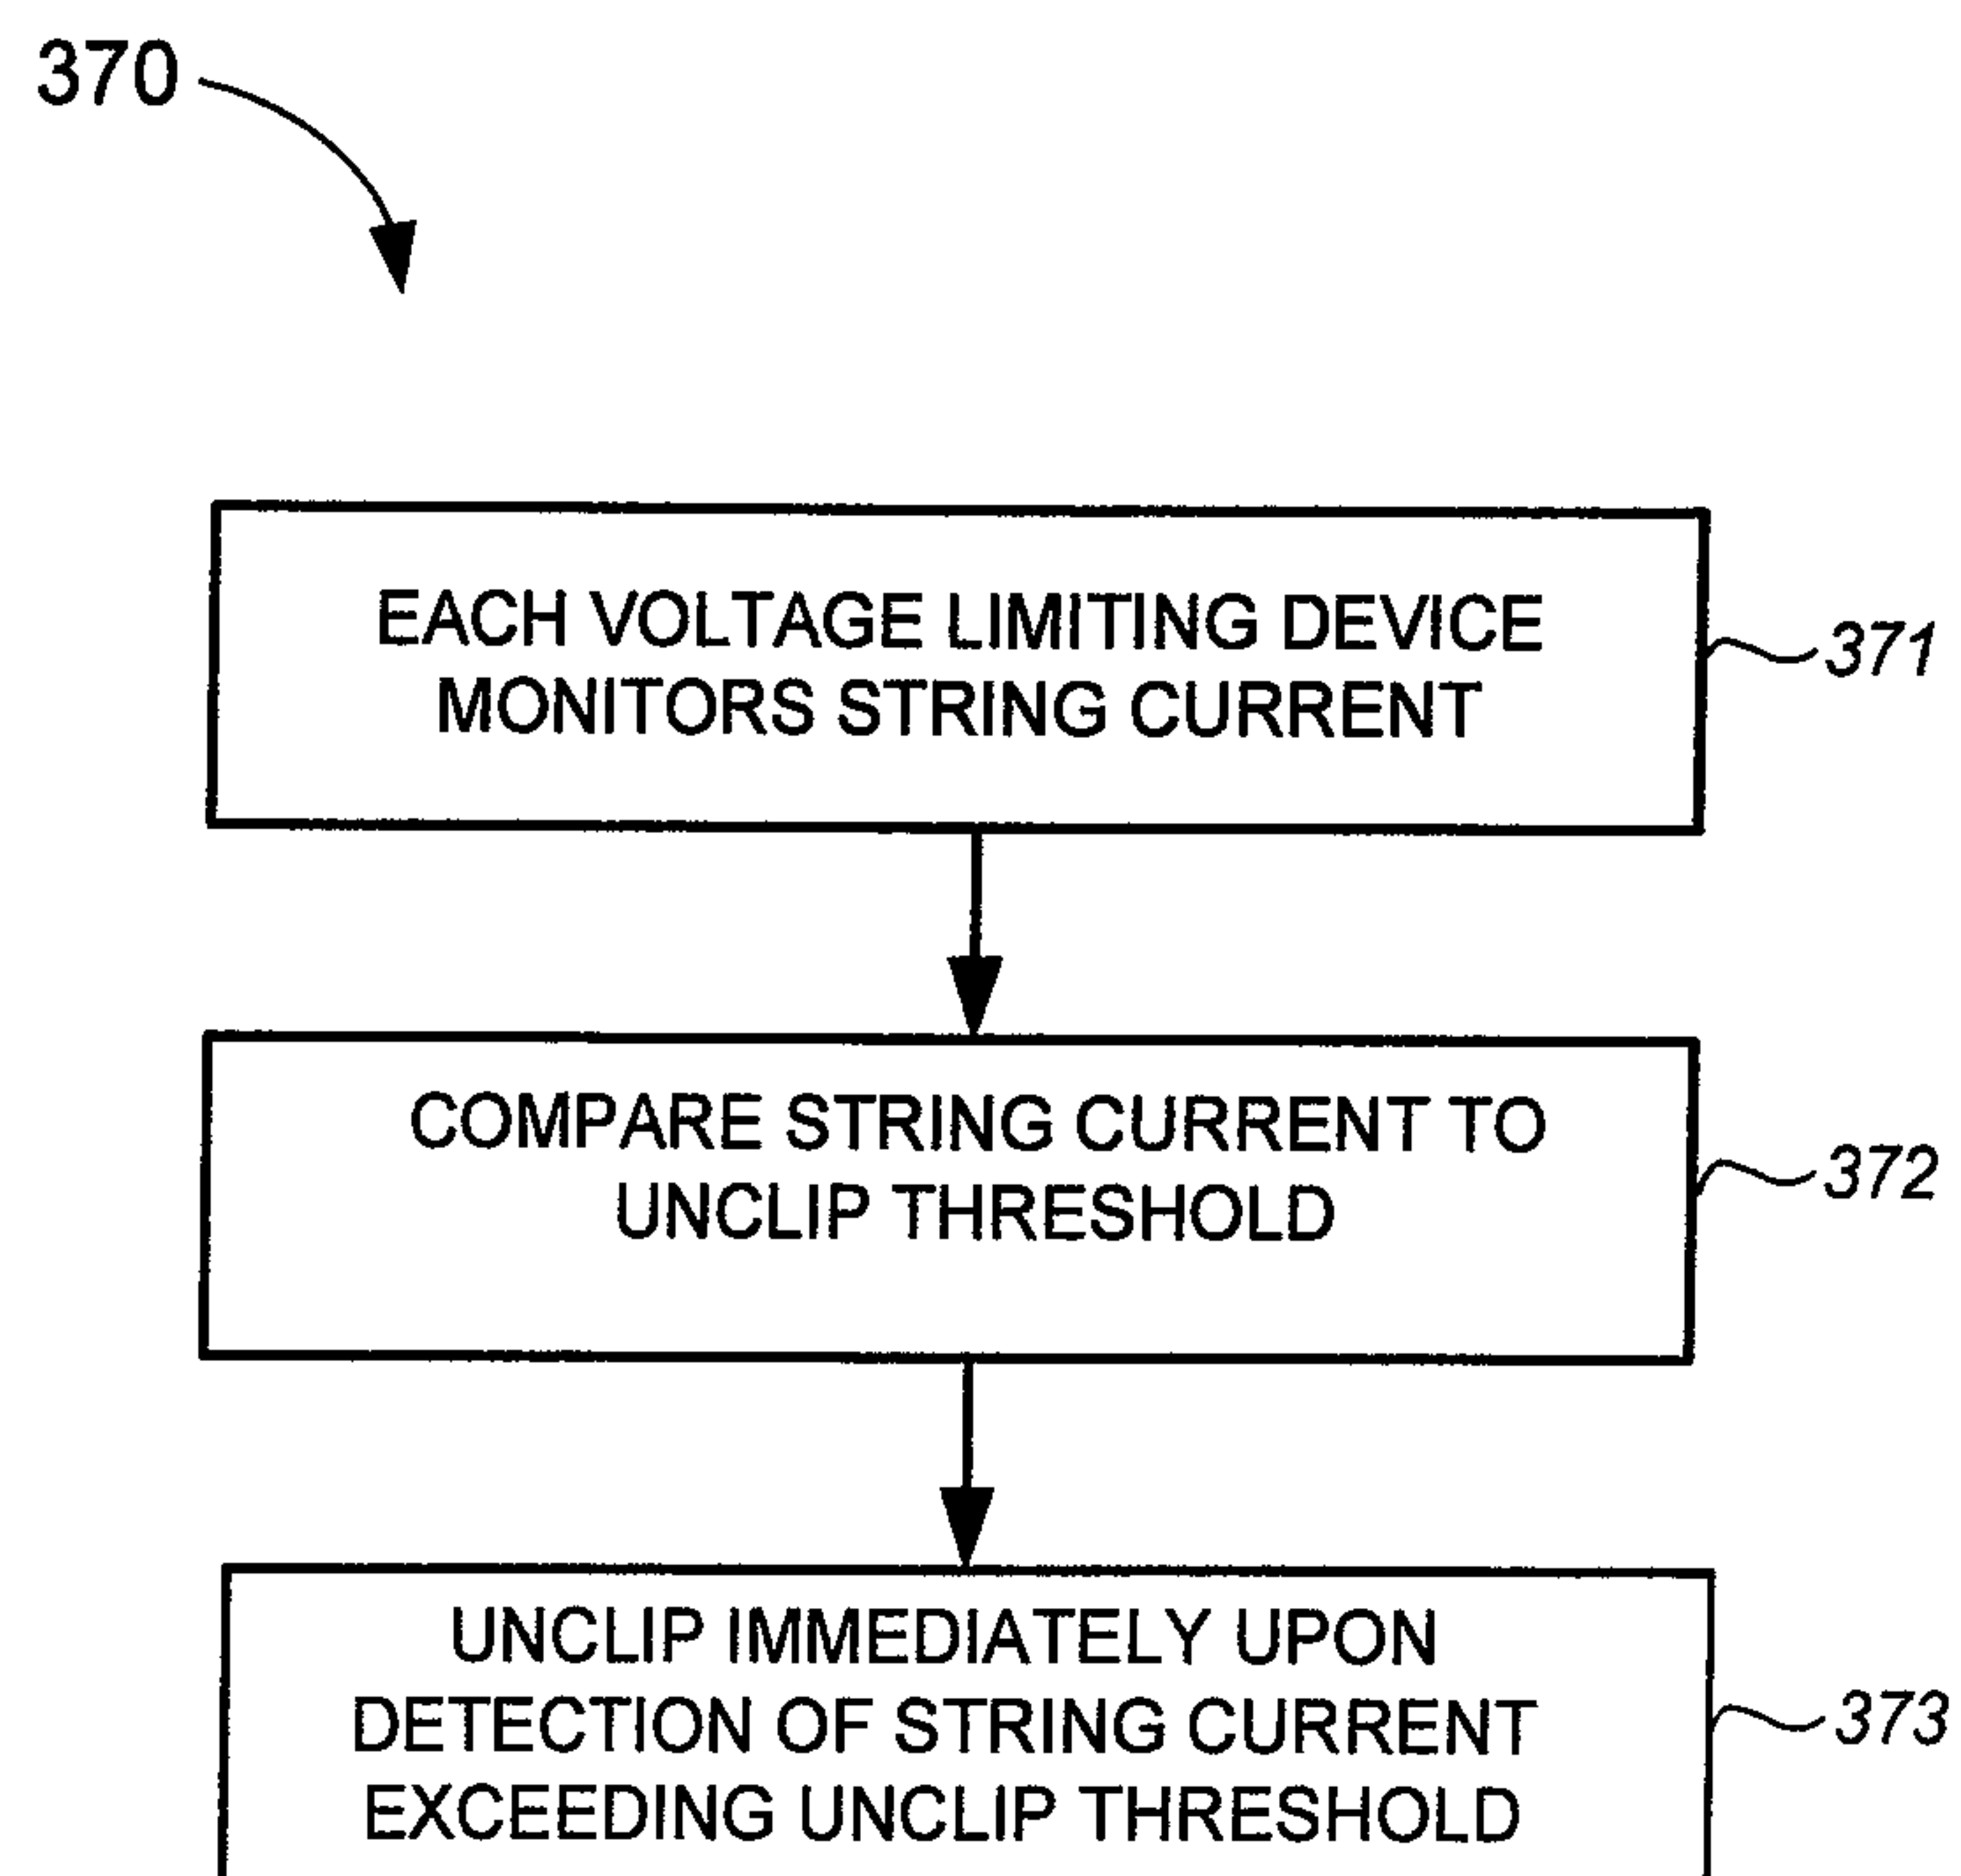 370
EACH VOLTAGE LIMITING DEVICE
MONITORS STRING CURRENT
371
COMPARE STRING CURRENT TO
UNCLIP THRESHOLD
372
UNCLIP IMMEDIATELY UPON
DETECTION OF STRING CURRENT
EXCEEDING UNCLIP THRESHOLD
373